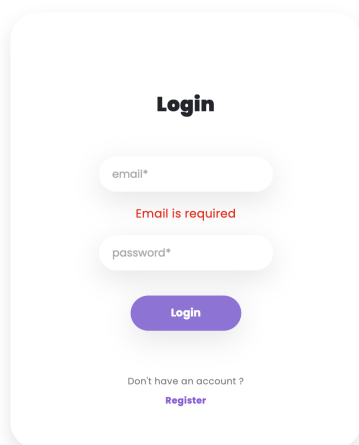 Login
email*
Email is required
password*
Login
Don't have an account ?
Register